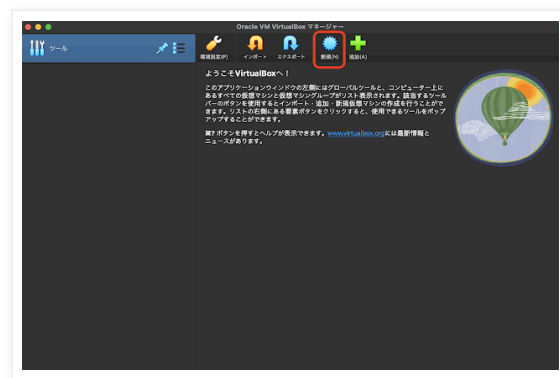 Oracle VM VirtualBox マネージャー
ツール
環境設定(P)
インポート
エクスポート
新規(N)
追加(A)
ようこそVirtualBoxへ！
このアプリケーションウィンドウの左側にはグローバルツールと、コンピューター上に
あるすべての仮想マシンと仮想マシングループがリスト表示されます。該当するツール
バーのボタンを使用するとインポート・追加・新規仮想マシンの作成を行うことがで
きます。リストの右側にある要素ボタンをクリックすると、使用できるツールをポップ
アップすることができます。
⌘? ボタンを押すとヘルプが表示できます。www.virtualbox.orgには最新情報と
ニュースがあります。